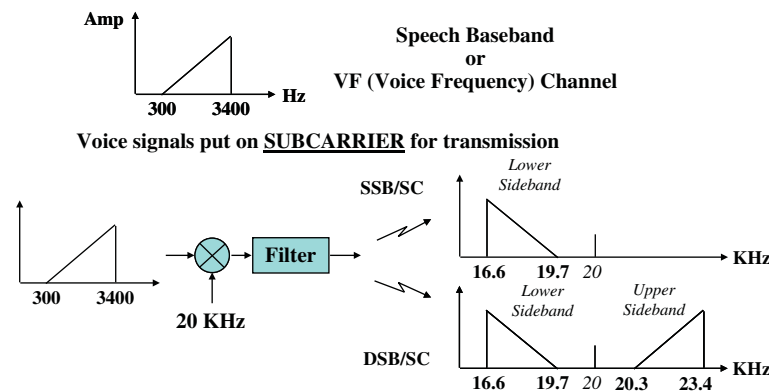 Amp
Hz
300
3400
Speech Baseband
or
VF (Voice Frequency) Channel
Voice signals put on SUBCARRIER for transmission
300
3400
20 KHz
Filter
SSB/SC
Lower
Sideband
16.6
19.7
20
KHz
DSB/SC
Lower
Sideband
Upper
Sideband
16.6
19.7
20
20.3
23.4
KHz